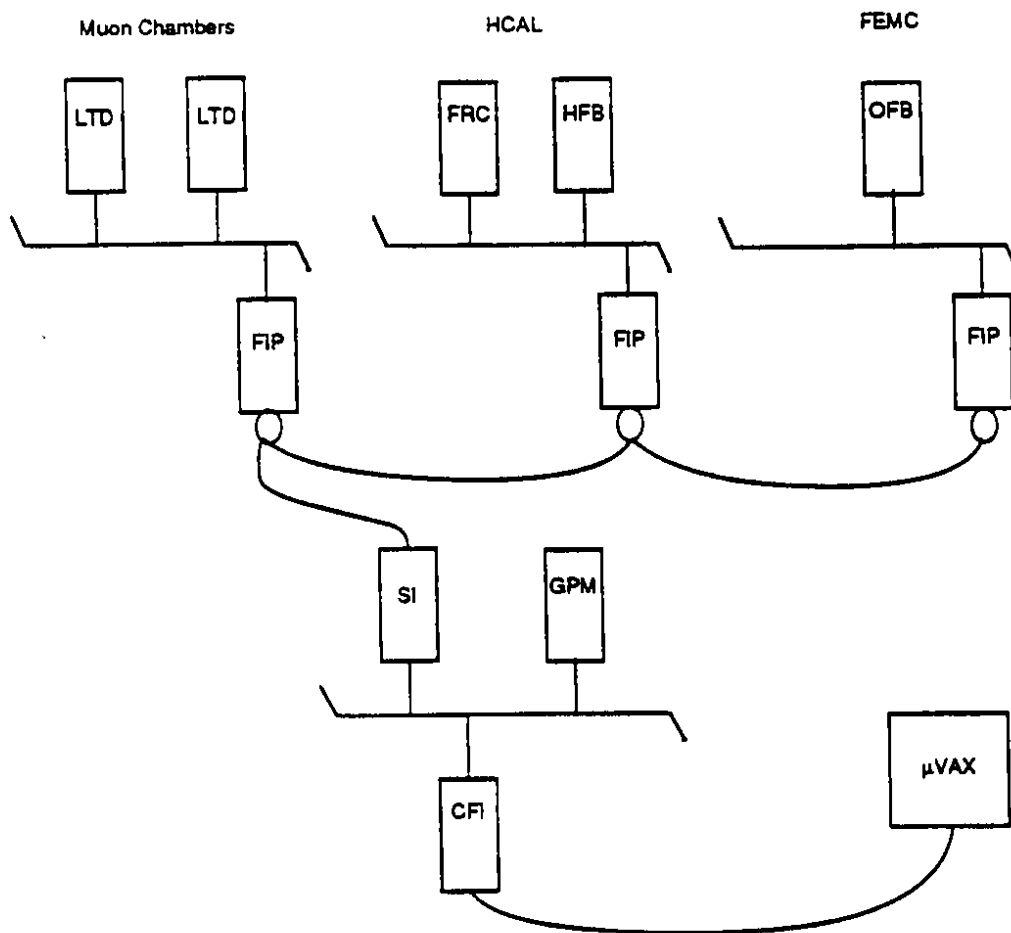 Muon Chambers
HCAL
FEMC
LTD
LTD
FRC
HFB
OFB
FIP
FIP
FIP
SI
GPM
CFI
μVAX